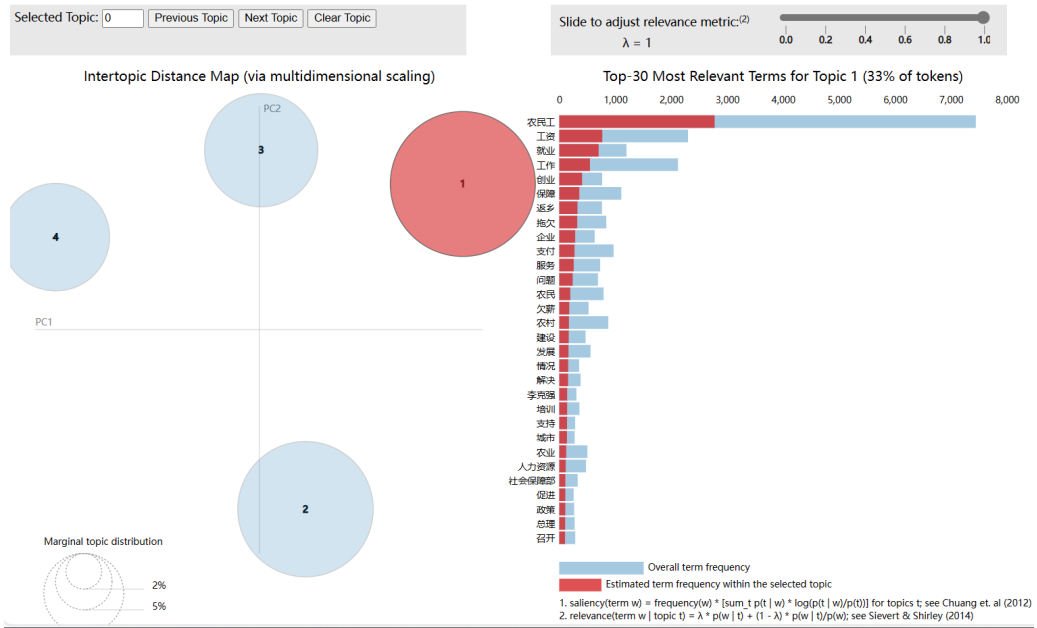 Selected Topic: 0 Previous Topic Next Topic Clear Topic
Slide to adjust relevance metric:(2)
λ = 1
0.0 0.2 0.4 0.6 0.8 1.0
Intertopic Distance Map (via multidimensional scaling)
PC2
PC1
3
1
4
2
Marginal topic distribution
2%
5%
Top-30 Most Relevant Terms for Topic 1 (33% of tokens)
0 1,000 2,000 3,000 4,000 5,000 6,000 7,000 8,000
农民工
工资
就业
工作
创业
保障
返乡
拖欠
企业
支付
服务
问题
农民
欠薪
农村
建设
发展
情况
解决
李克强
培训
支持
城市
农业
人力资源
社会保障部
促进
政策
总理
召开
Overall term frequency
Estimated term frequency within the selected topic
1. saliency(term w) = frequency(w) * [sum_t p(t | w) * log(p(t | w)/p(t))] for topics t; see Chuang et. al (2012)
2. relevance(term w | topic t) = λ * p(w | t) + (1 - λ) * p(w | t)/p(w); see Sievert & Shirley (2014)